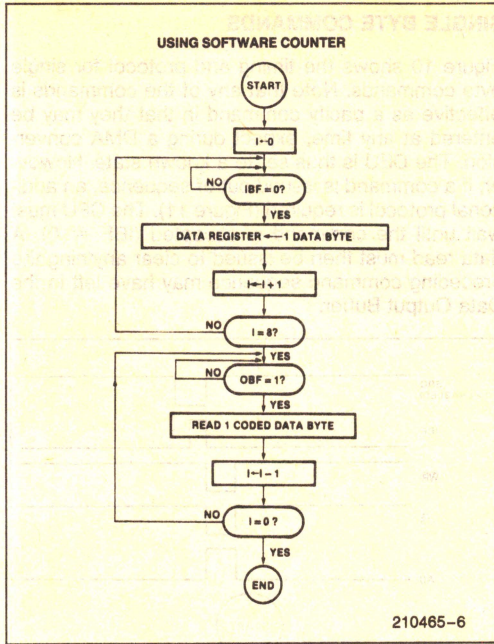 USING SOFTWARE COUNTER
START
I←0
IBF = 0?
NO
YES
DATA REGISTER ← 1 DATA BYTE
I←I + 1
I = 8?
NO
YES
OBF = 1?
NO
YES
READ 1 CODED DATA BYTE
I←I – 1
I = 0 ?
NO
YES
END
210465–6